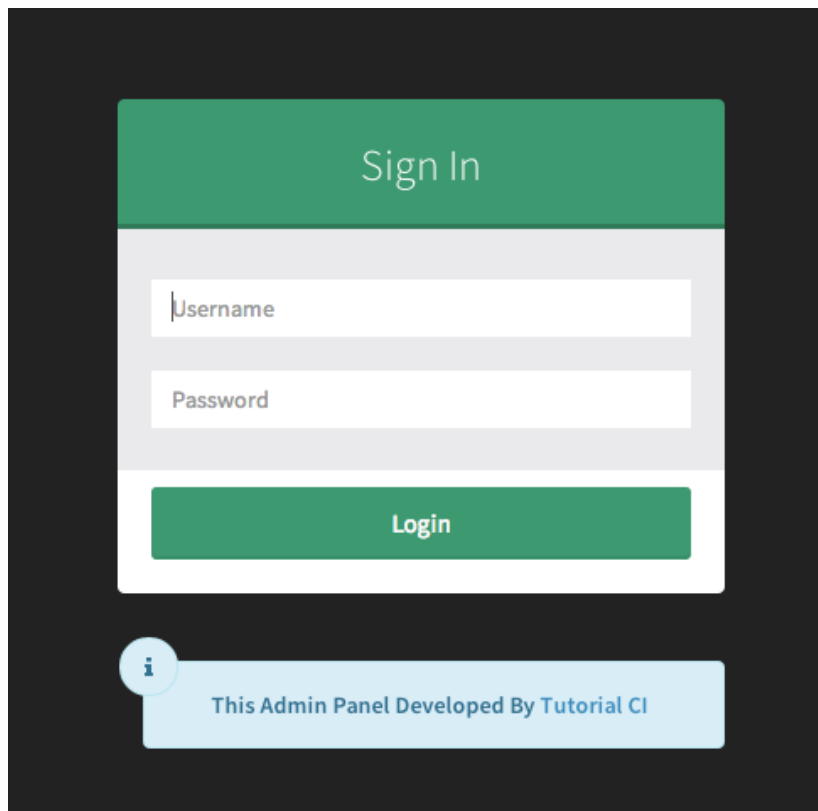 Sign In
Username
Password
Login
i
This Admin Panel Developed By Tutorial CI